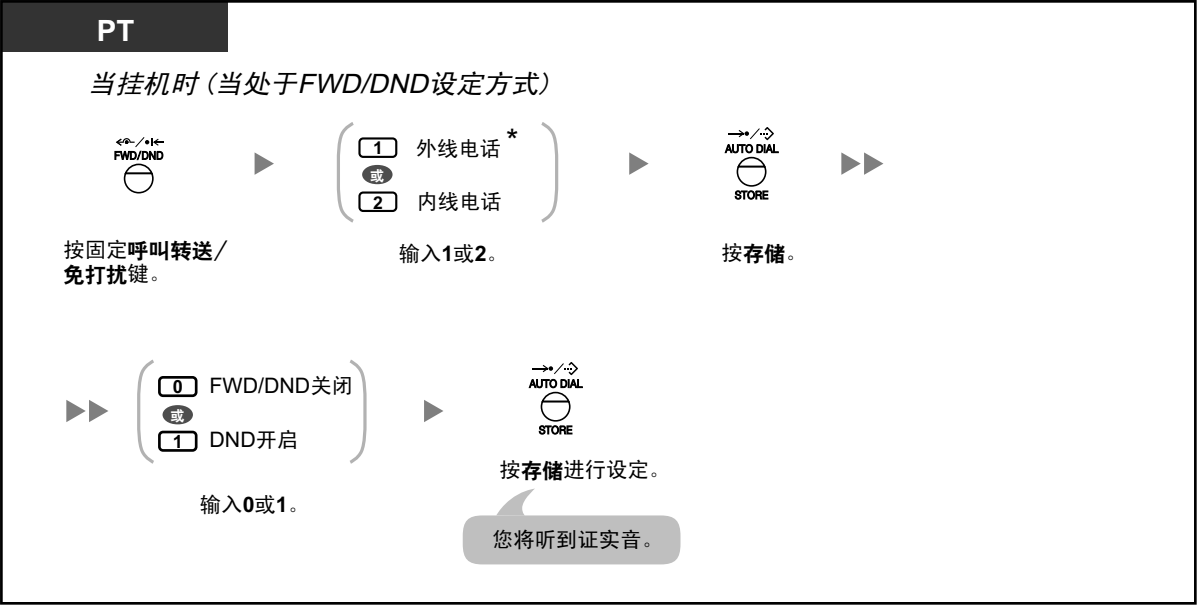 PT
当挂机时（当处于FWD/DND设定方式）
FWD/DND
按固定呼叫转送/
免打扰键。
1 外线电话*
或
2 内线电话
输入1或2。
AUTO DIAL
STORE
按存储。
0 FWD/DND关闭
或
1 DND开启
输入0或1。
AUTO DIAL
STORE
按存储进行设定。
您将听到证实音。